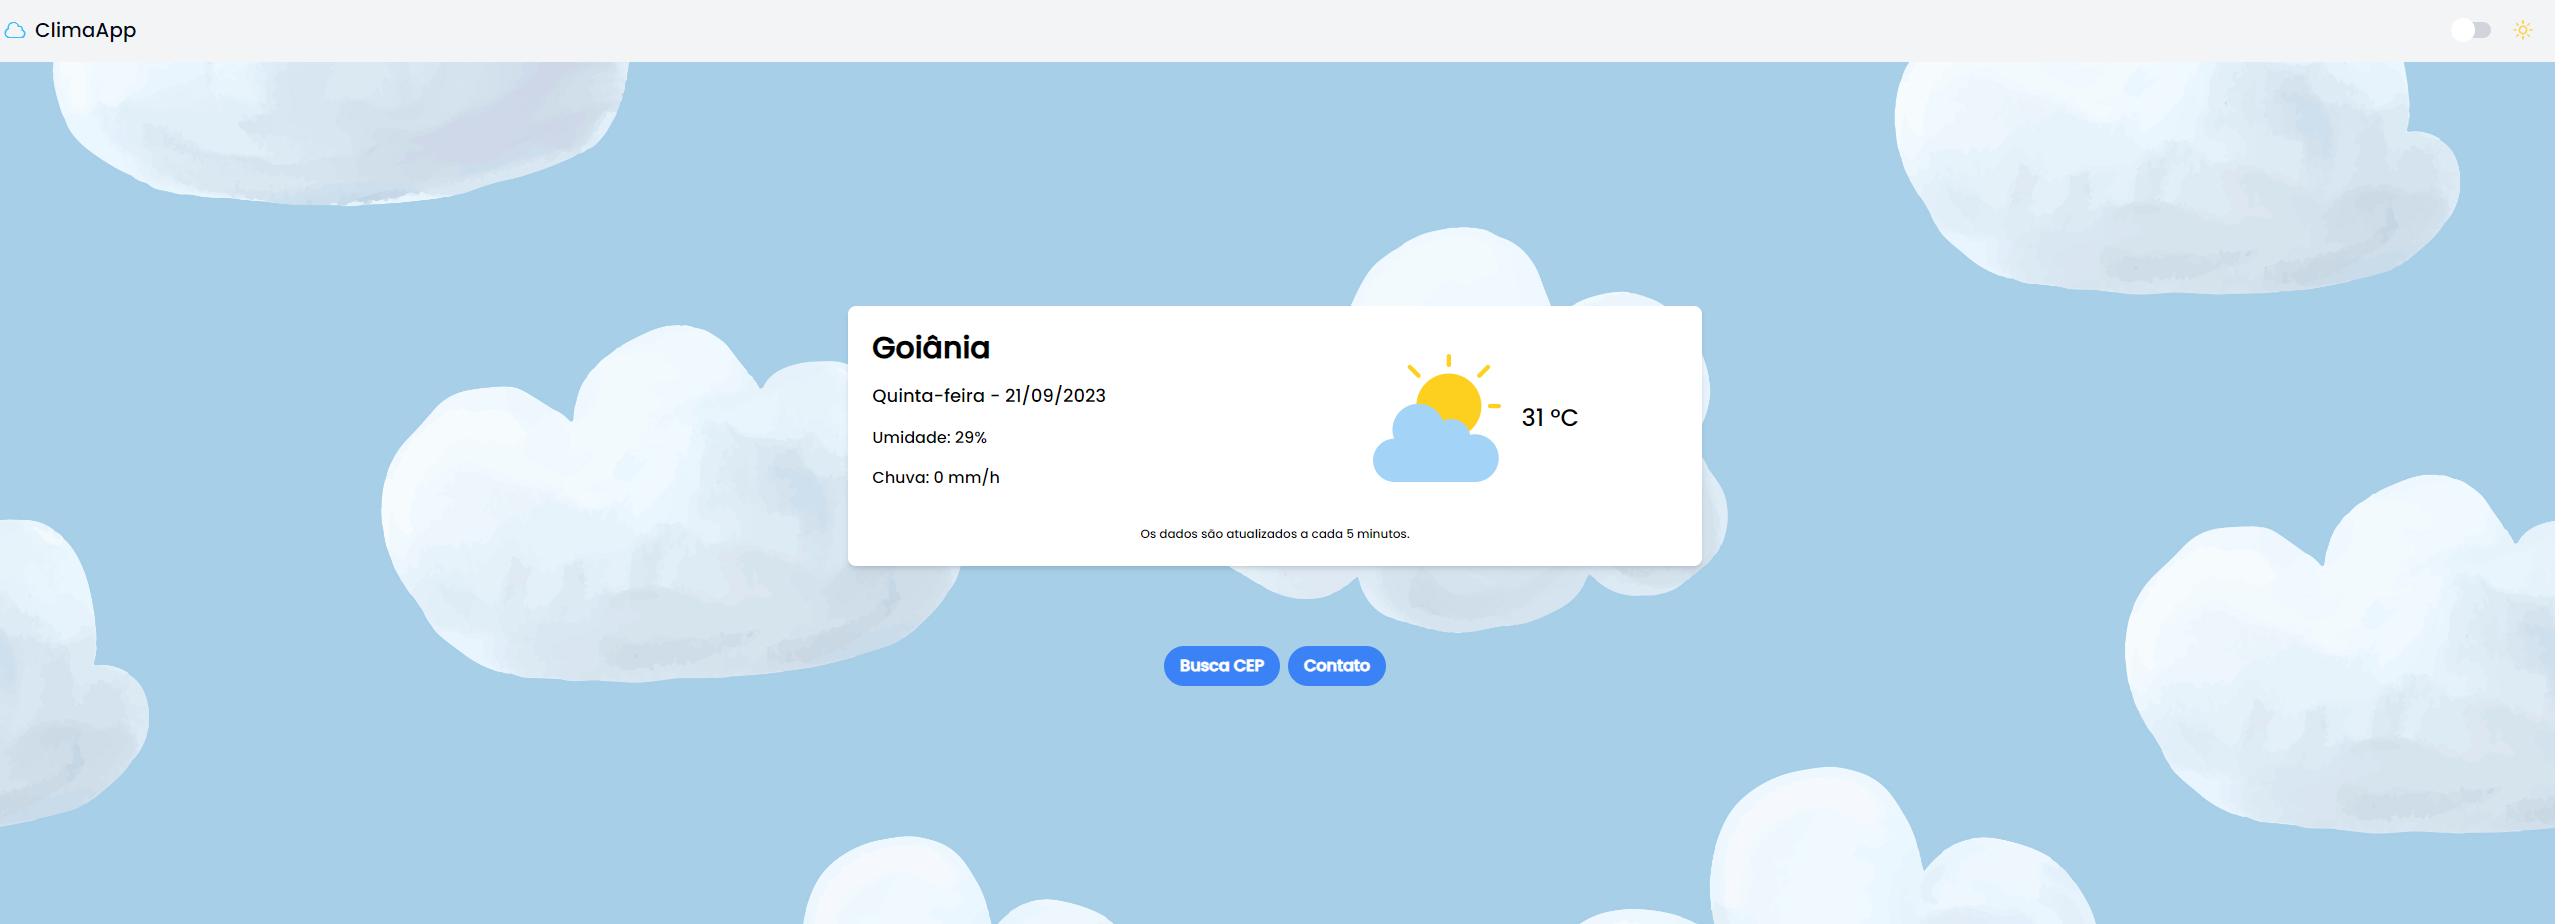 ClimaApp
Goiânia
Quinta-feira - 21/09/2023
Umidade: 29%
Chuva: 0 mm/h
31 °C
Os dados são atualizados a cada 5 minutos.
Busca CEP
Contato